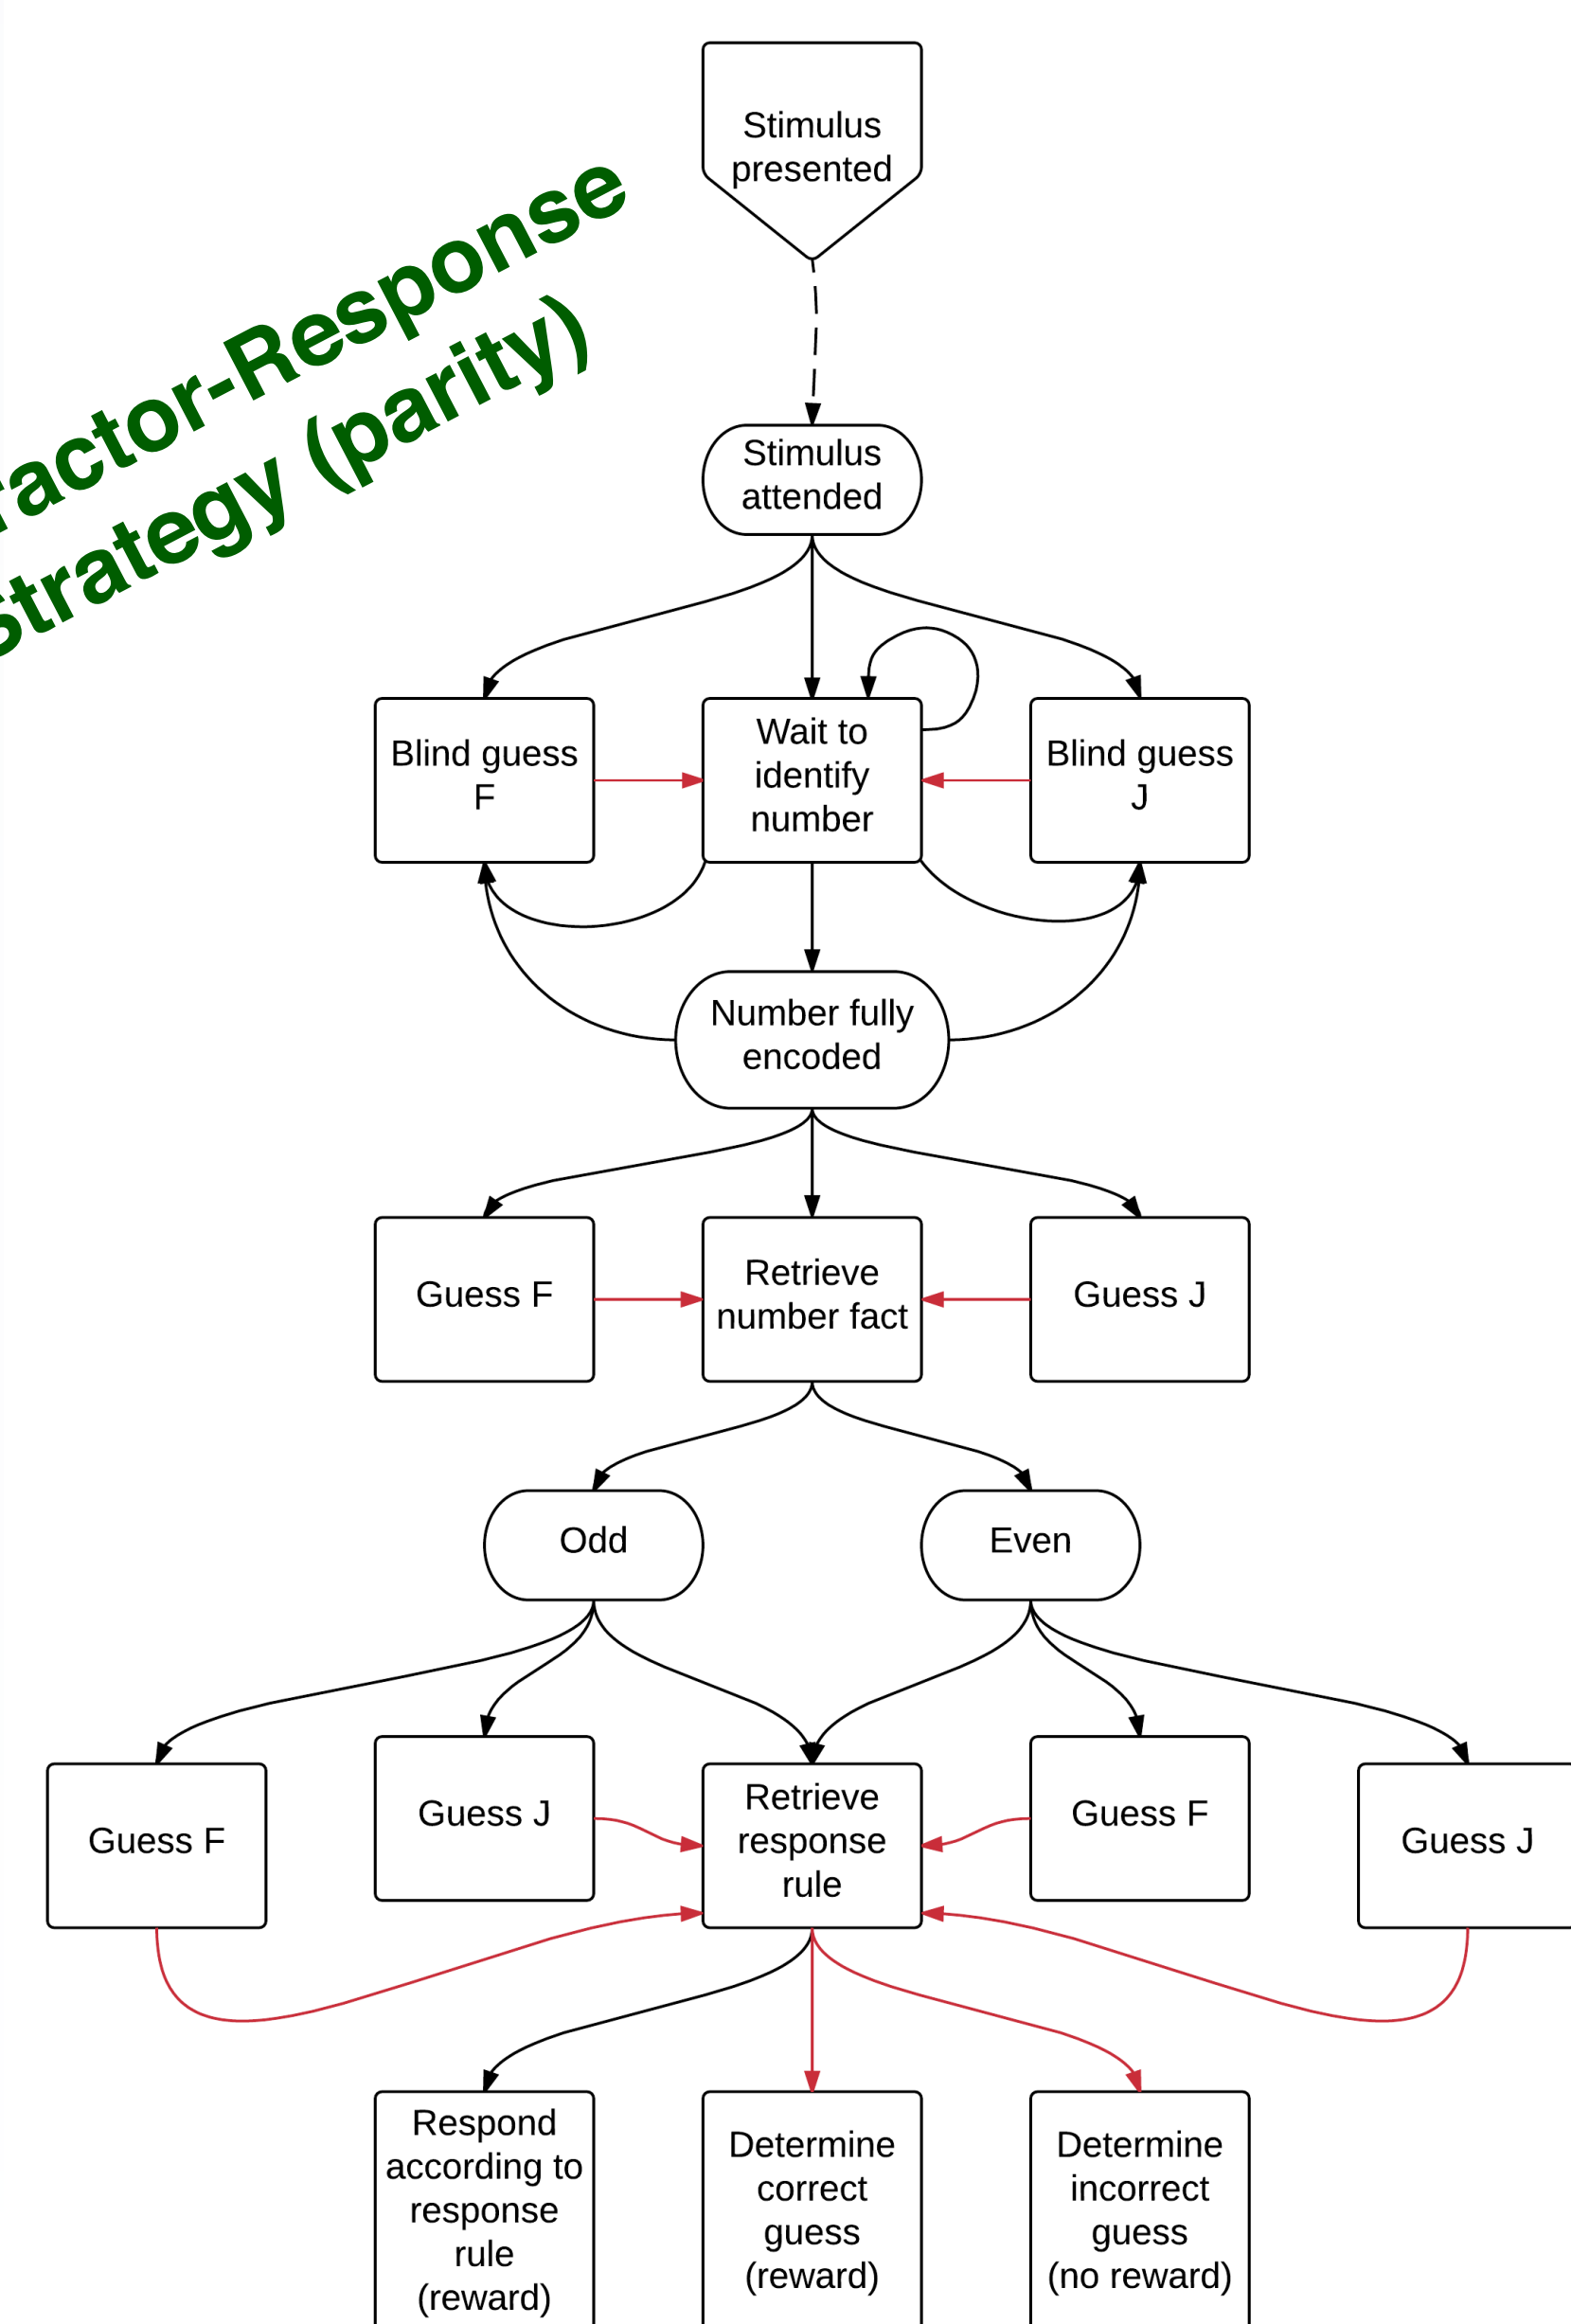 Stimulus
presented
actor-Response
Strategy (parity)
Stimulus
attended
Blind guess
F
Wait to
identify
number
Blind guess
J
Number fully
encoded
Guess F
Retrieve
number fact
Guess J
Odd
Even
Guess F
Guess J
Retrieve
response
rule
Guess F
Guess J
Respond
according to
response
rule
(reward)
Determine
correct
guess
(reward)
Determine
incorrect
guess
(no reward)